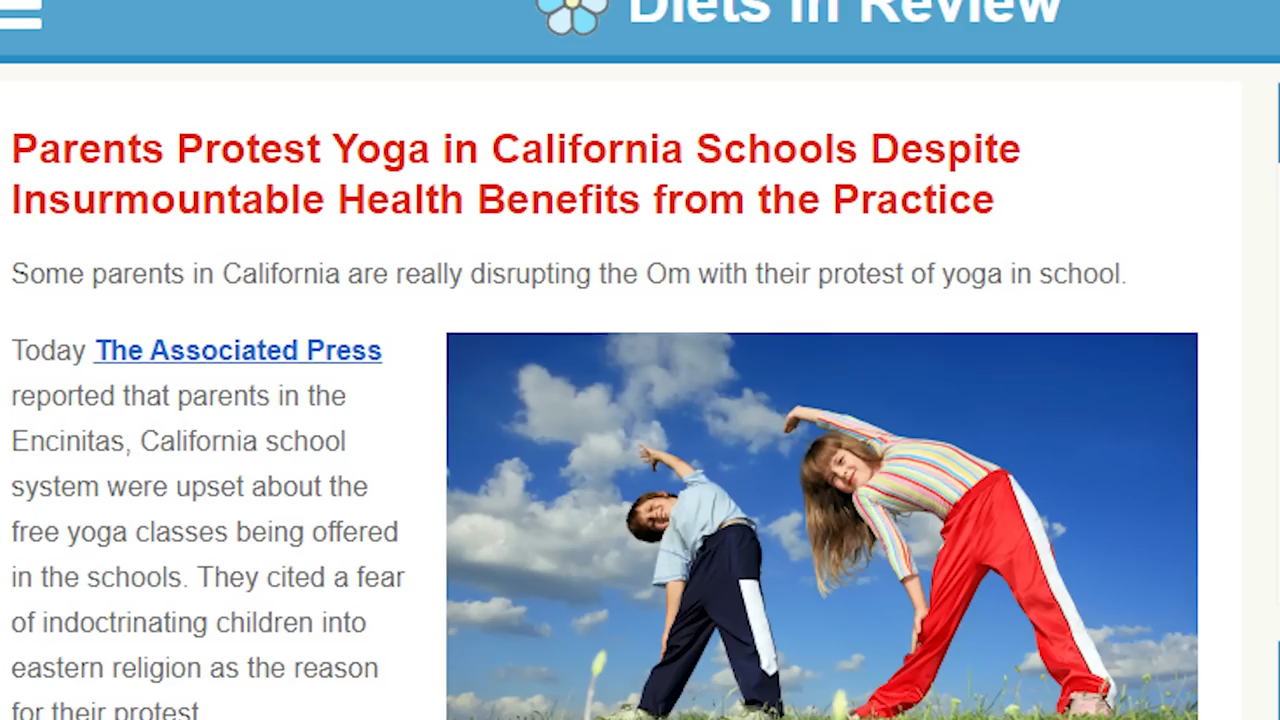 Diets in Review
Parents Protest Yoga in California Schools Despite
Insurmountable Health Benefits from the Practice
Some parents in California are really disrupting the Om with their protest of yoga in school.
Today The Associated Press
reported that parents in the
Encinitas, California school
system were upset about the
free yoga classes being offered
in the schools. They cited a fear
of indoctrinating children into
eastern religion as the reason
for their protest